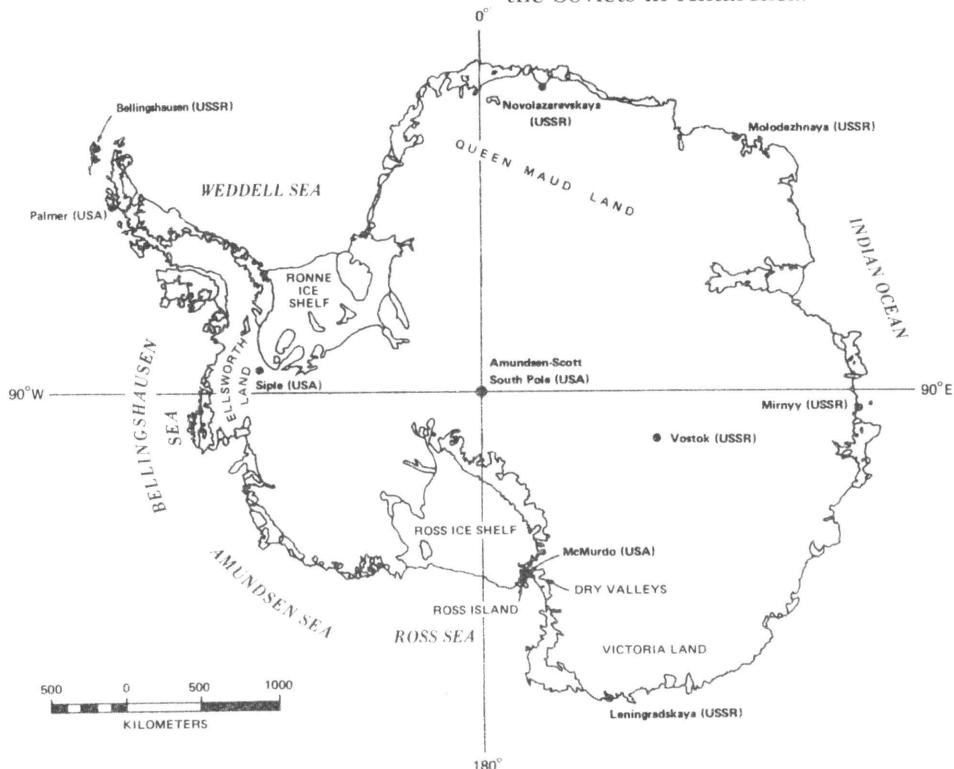 the Soviets in Antarctica
0°
Bellingshausen (USSR)
Novolazarevskaya
(USSR)
Molodezhnaya (USSR)
QUEEN MAUD LAND
WEDDELL SEA
Palmer (USA)
INDIAN OCEAN
RONNE
ICE
SHELF
BELLINGSHAUSEN
SEA
ELLSWORTH
LAND
Siple (USA)
Amundsen-Scott
South Pole (USA)
90°W
90°E
Mirnyy (USSR)
Vostok (USSR)
ROSS ICE SHELF
McMURDO (USA)
DRY VALLEYS
AMUNDSEN SEA
ROSS ISLAND
ROSS SEA
VICTORIA LAND
500 0 500 1000
KILOMETERS
Leningradskaya (USSR)
180°